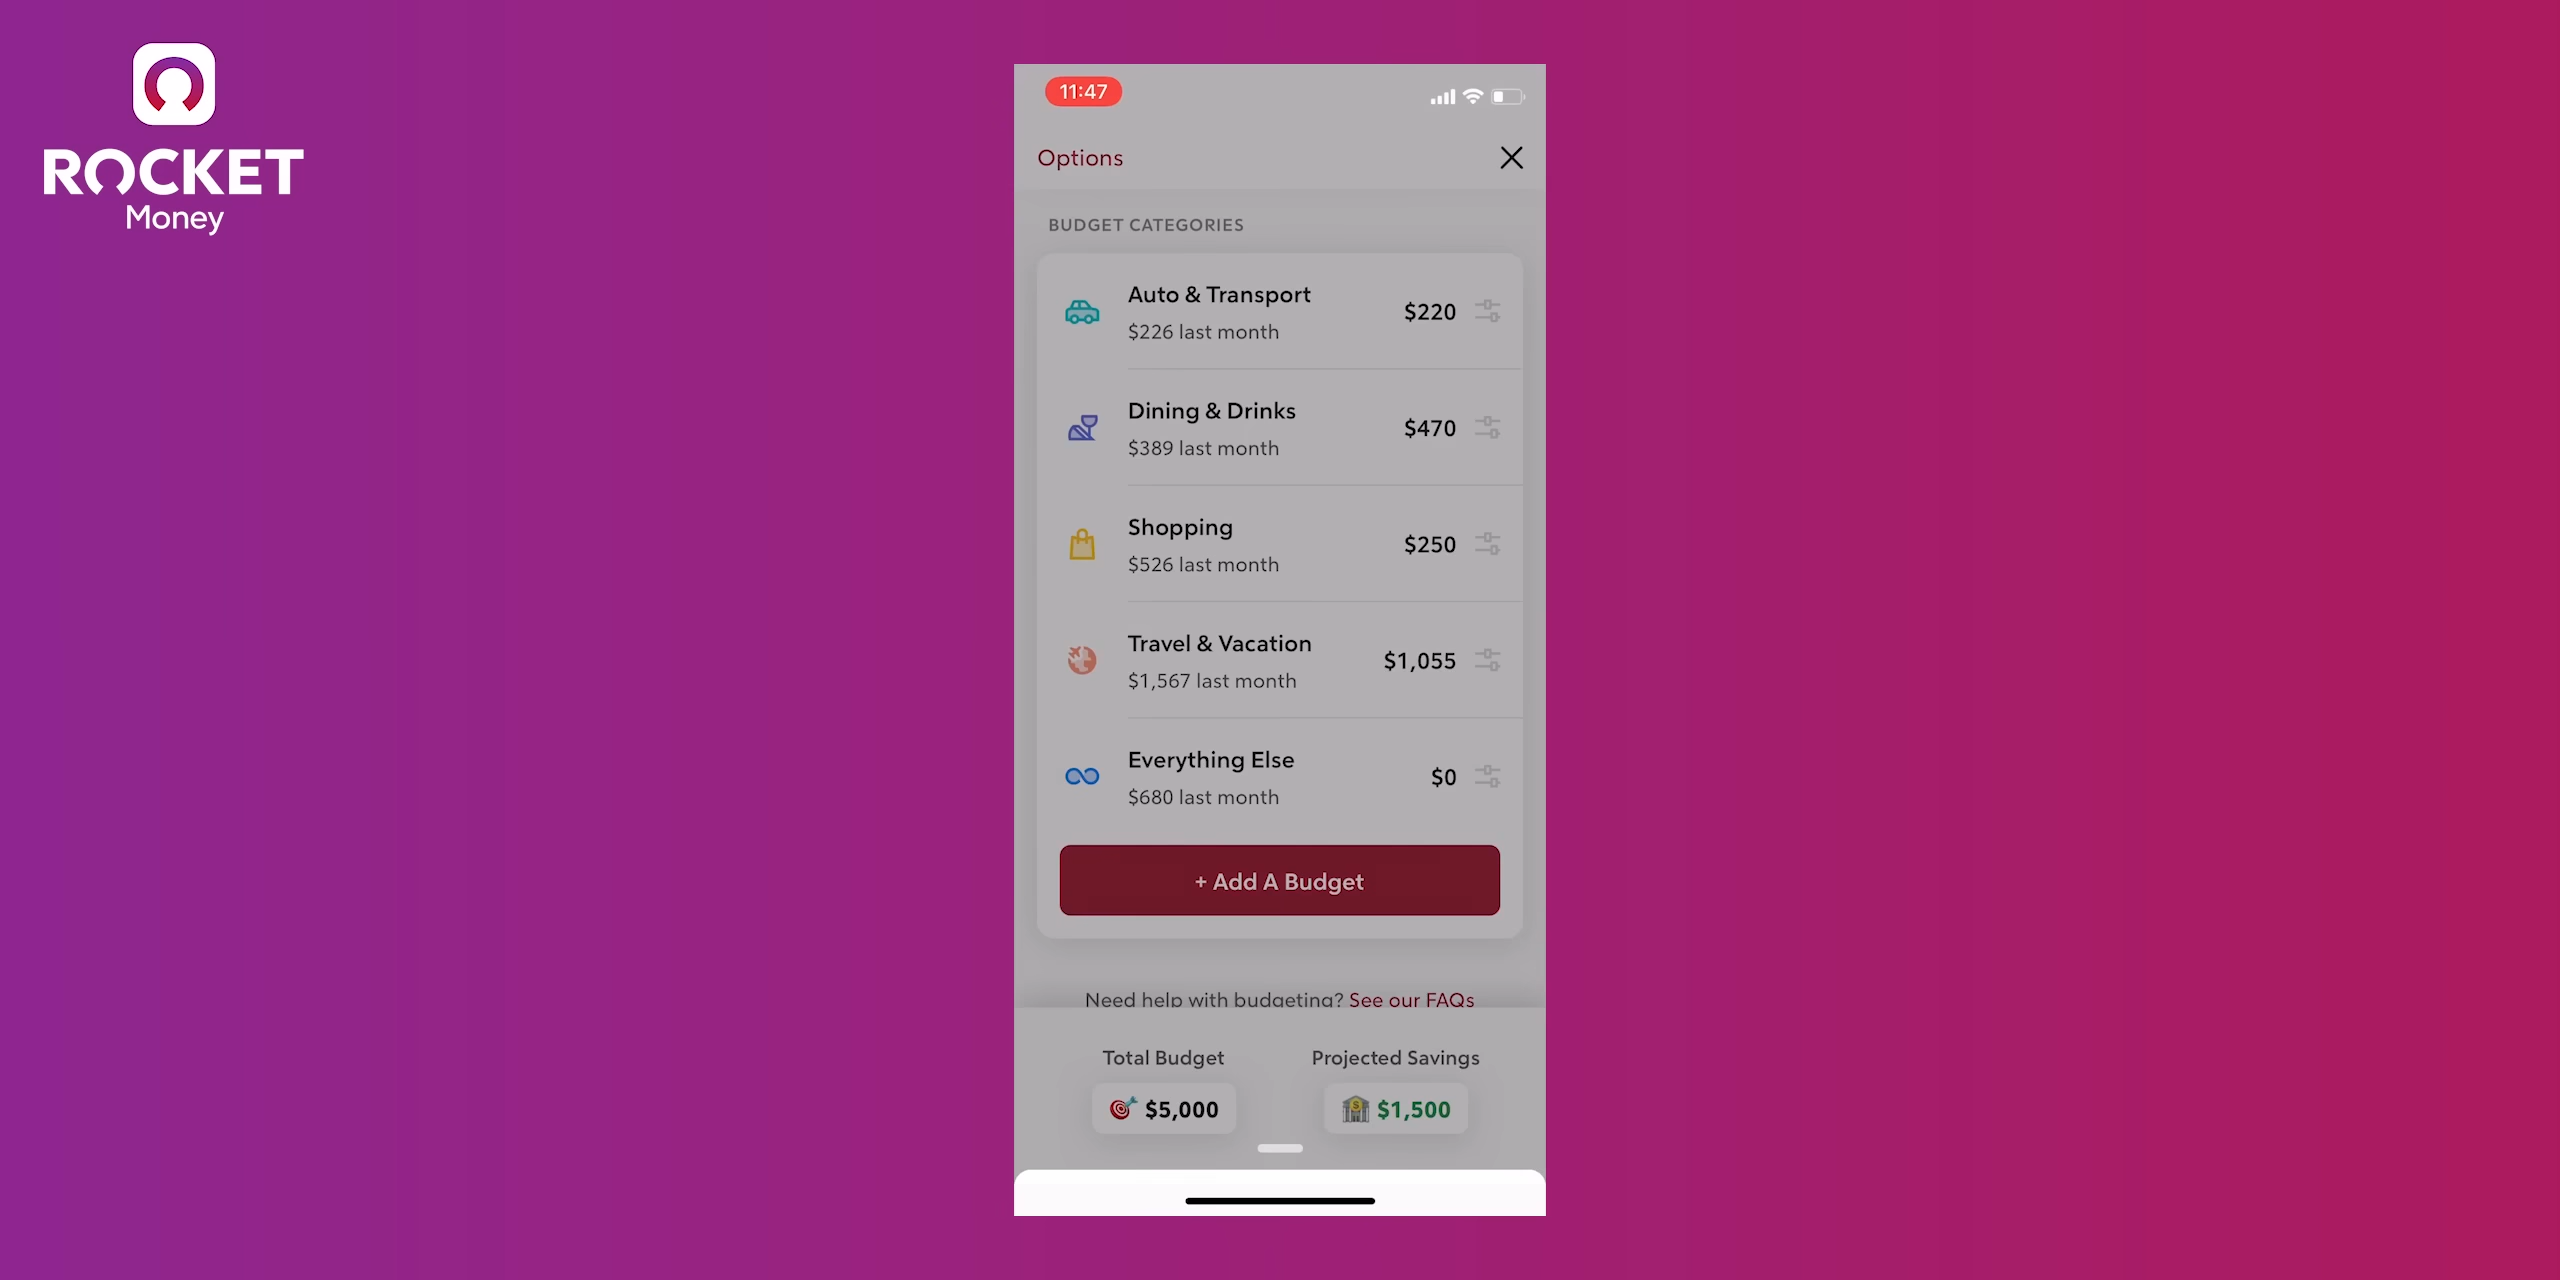 ROCKET
Money
11:47
Options
BUDGET CATEGORIES
Auto & Transport
$226 last month
$220
Dining & Drinks
$389 last month
$470
Shopping
$526 last month
$250
Travel & Vacation
$1,567 last month
$1,055
Everything Else
$680 last month
$0
+ Add A Budget
Need help with budgeting? See our FAQs
Total Budget
$5,000
Projected Savings
$1,500